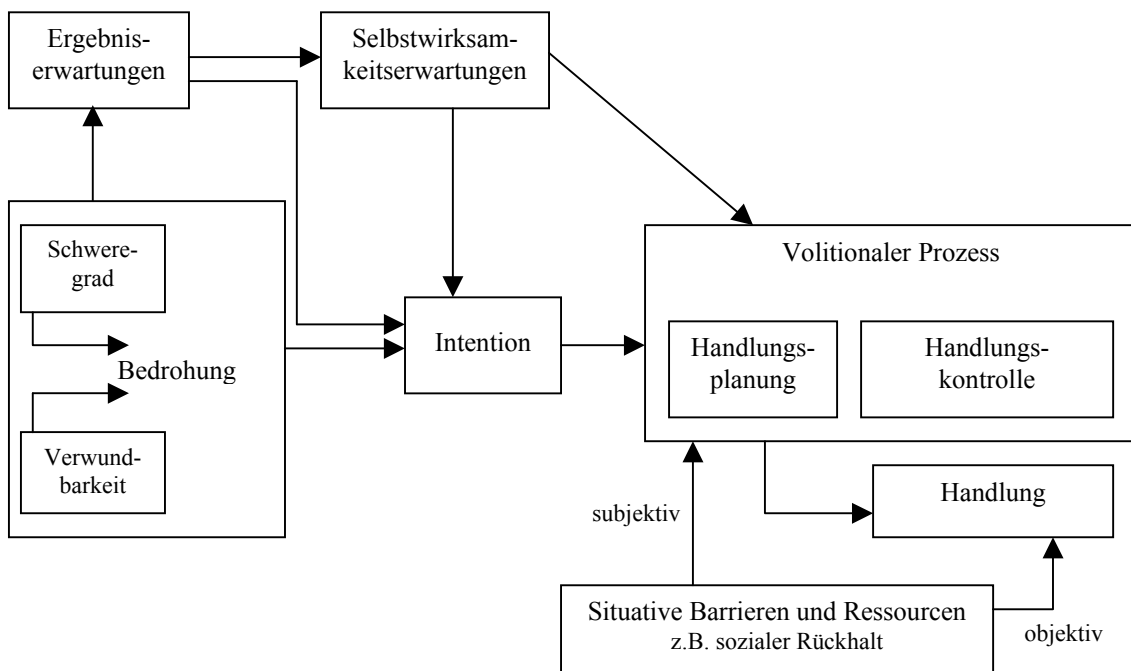 Ergebnis-
erwartungen
Selbstwirksam-
keitserwartungen
Schwere-
grad
Bedrohung
Verwund-
barkeit
Intention
Volitionaler Prozess
Handlungs-
planung
Handlungs-
kontrolle
Handlung
subjektiv
Situative Barrieren und Ressourcen
z.B. sozialer Rückhalt
objektiv